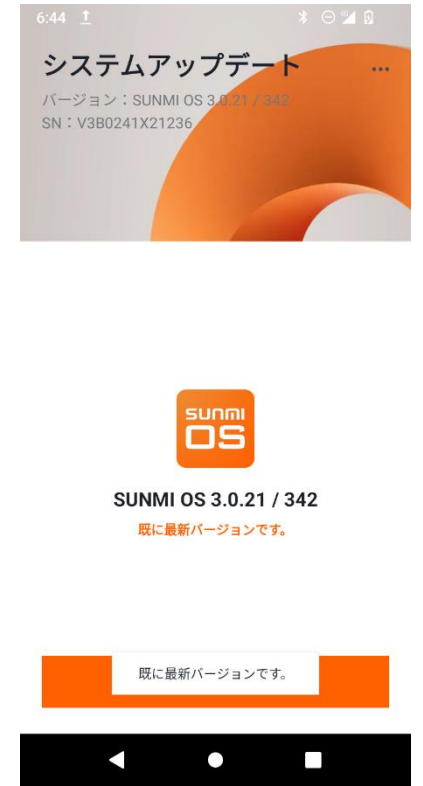 6:44
システムアップデート
バージョン：SUNMI OS 3.0.21 / 342
SN：V3B0241X21236
sunmi
OS
SUNMI OS 3.0.21 / 342
既に最新バージョンです。
既に最新バージョンです。